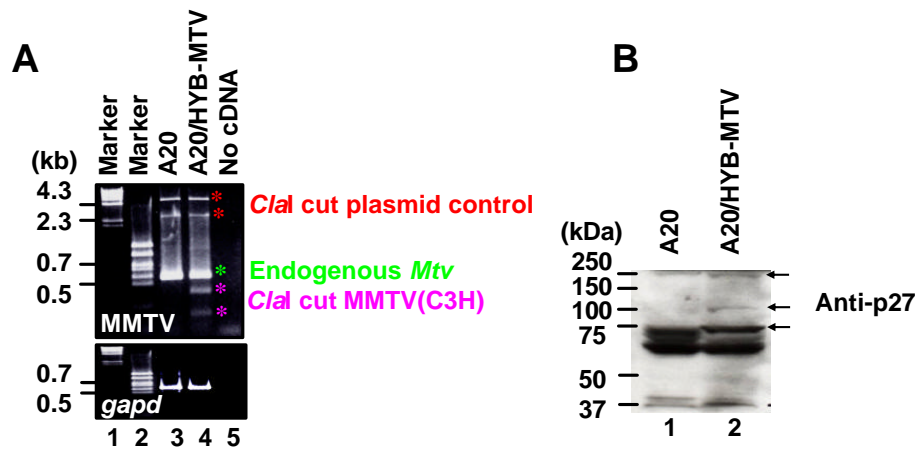 A
Marker
Marker
A20
A20/HYB-MTV
No cDNA
(kb)
4.3
2.3
0.7
0.5
MMTV
* ClaI cut plasmid control
*
* Endogenous Mtv
* ClaI cut MMTV(C3H)
*
0.7
0.5
gapd
1 2 3 4 5
B
A20
A20/HYB-MTV
(kDa)
250
150
100
75
50
37
Anti-p27
1 2